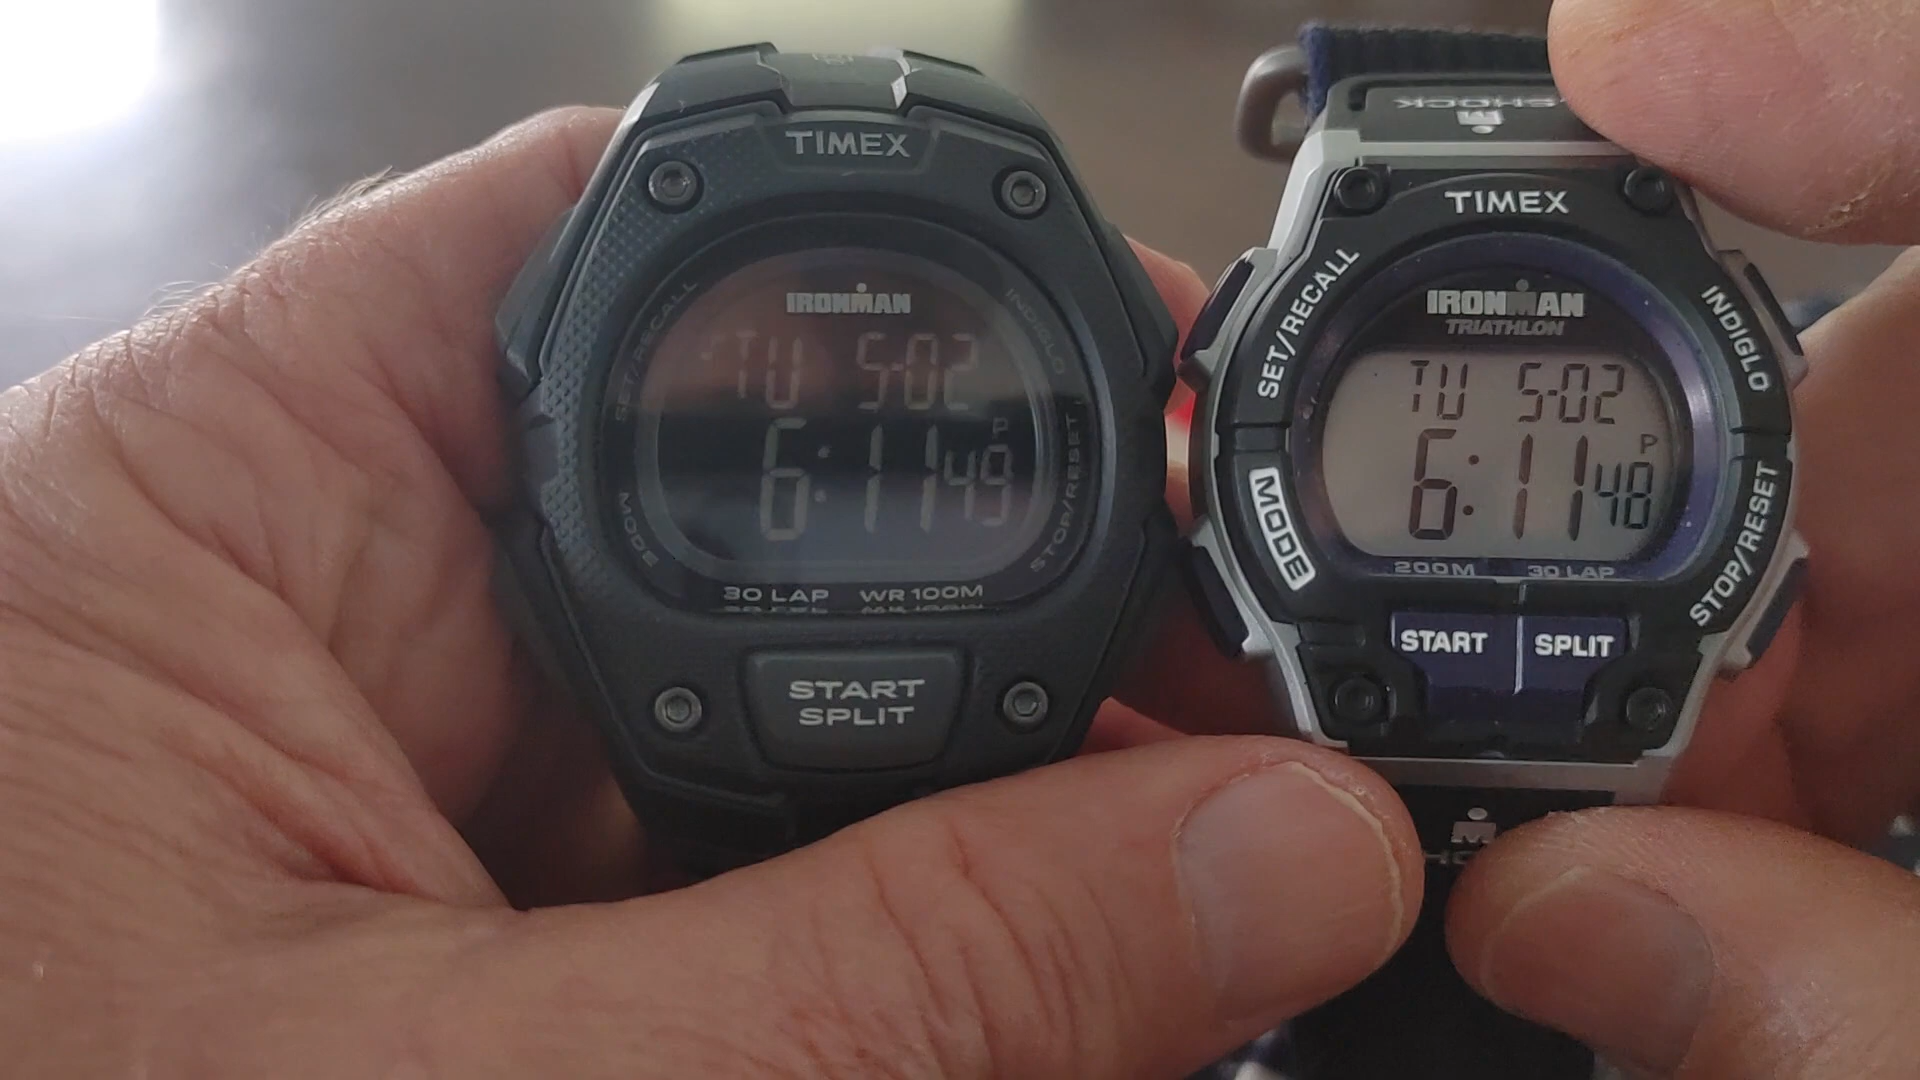 TIMEX
SET/RECALL
INDIGLO
IRONMAN
TU 5-02
6:11 49 P
MODE
STOP/RESET
30 LAP WR 100M
START
SPLIT
SHOCK
TIMEX
SET/RECALL
INDIGLO
IRONMAN
TRIATHLON
TU 5-02
6:11 48 P
MODE
STOP/RESET
200M 30 LAP
START SPLIT